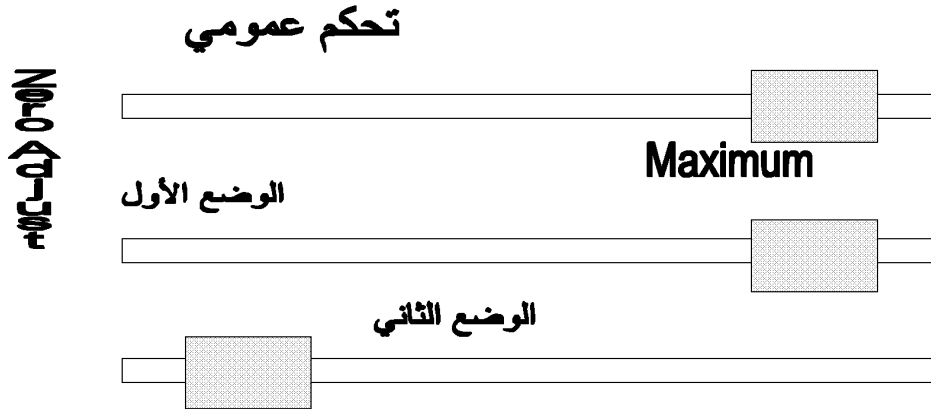 تحكم عمومي
Zero Adjust
Maximum
الوضع الأول
الوضع الثاني